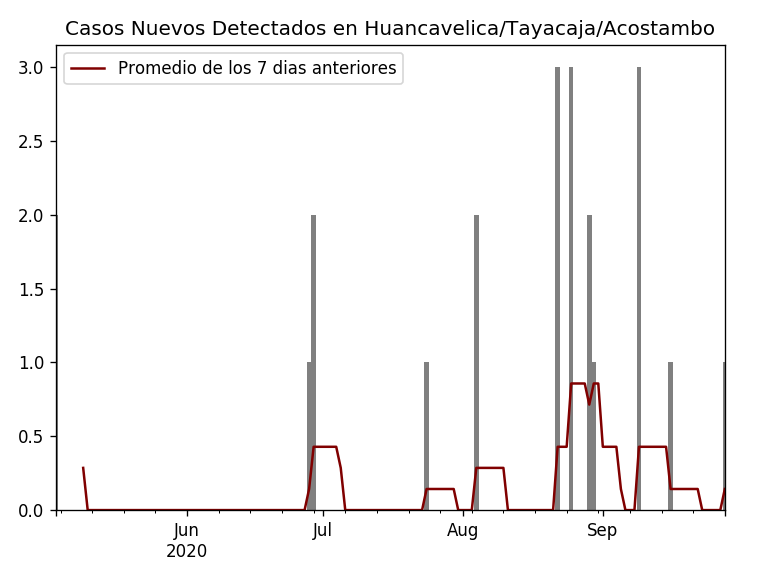 Casos Nuevos Detectados en Huancavelica/Tayacaja/Acostambo
Promedio de los 7 dias anteriores
3.0
2.5
2.0
1.5
1.0
0.5
0.0
Jun
2020
Jul
Aug
Sep